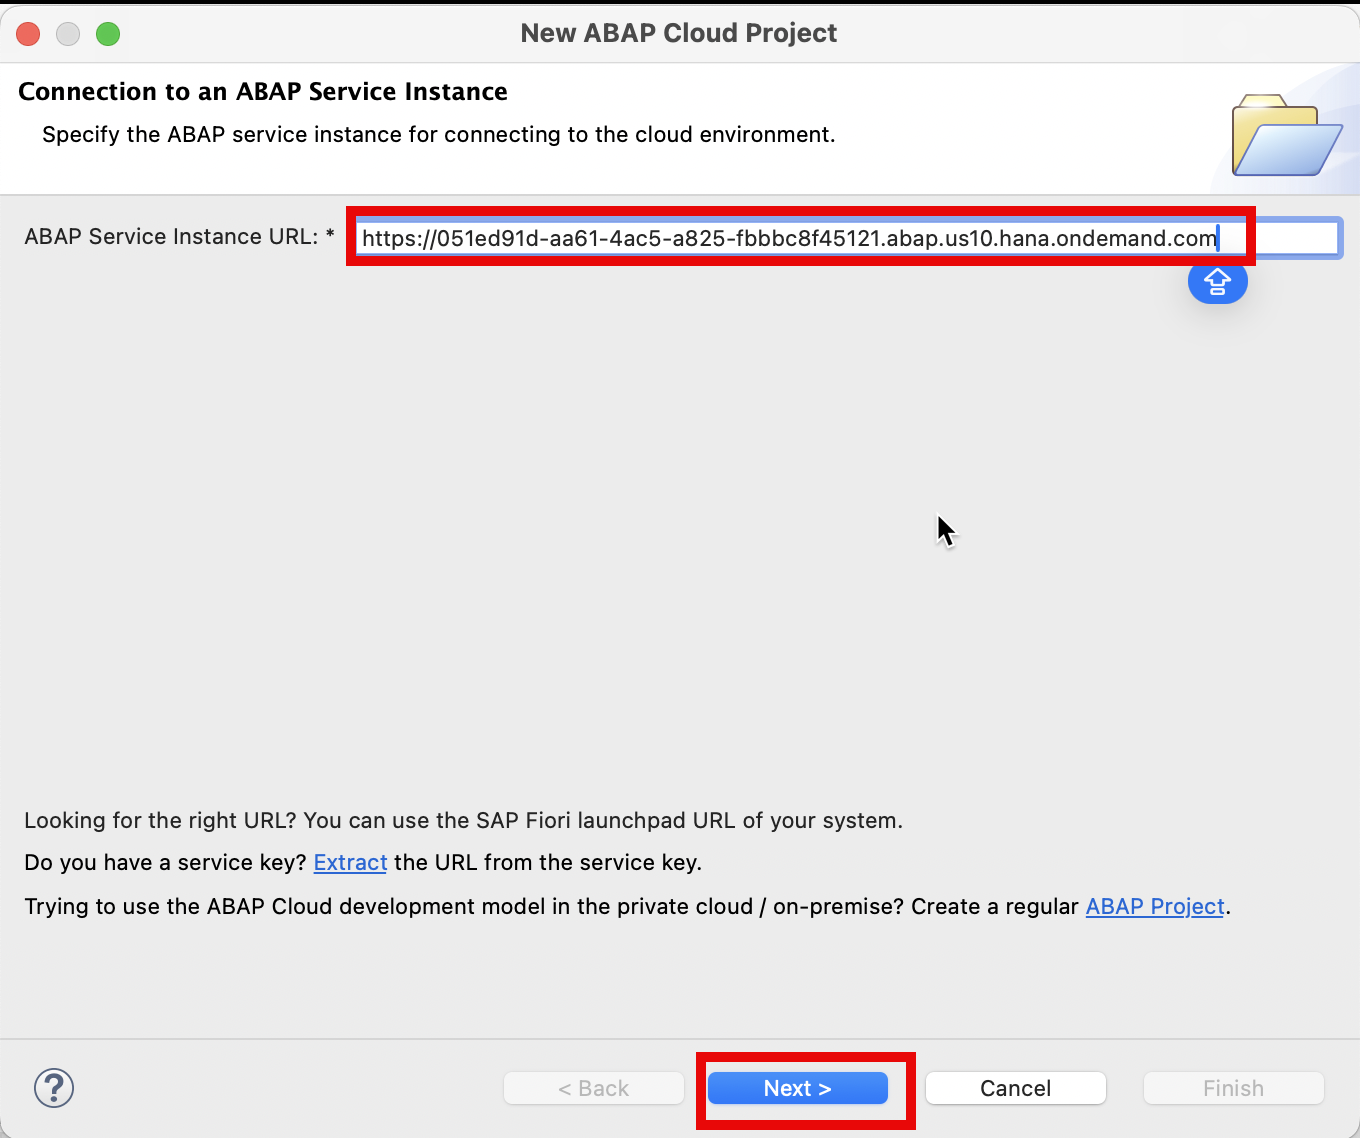 New ABAP Cloud Project
Connection to an ABAP Service Instance
Specify the ABAP service instance for connecting to the cloud environment.
ABAP Service Instance URL: * https://051ed91d-aa61-4ac5-a825-fbbbc8f45121.abap.us10.hana.ondemand.com
Looking for the right URL? You can use the SAP Fiori launchpad URL of your system.
Do you have a service key? Extract the URL from the service key.
Trying to use the ABAP Cloud development model in the private cloud / on-premise? Create a regular ABAP Project.
? < Back Next > Cancel Finish